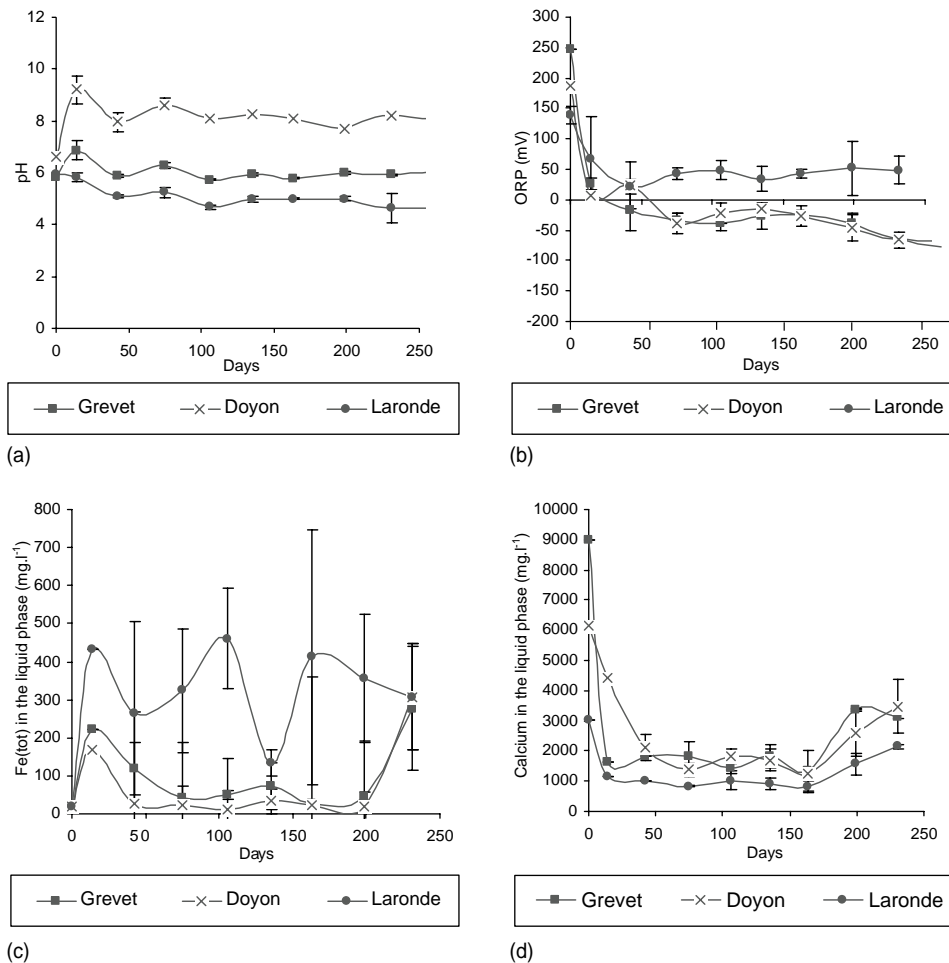 12
10
8
6
4
2
0
pH
0 50 100 150 200 250
Days
Grevet Doyon Laronde
(a)
300
250
200
150
100
50
0
-50
-100
-150
-200
ORP (mV)
0 50 100 150 200 250
Days
Grevet Doyon Laronde
(b)
800
700
600
500
400
300
200
100
0
Fe(tot) in the liquid phase (mg.l-1)
0 50 100 150 200 250
Days
Grevet Doyon Laronde
(c)
10000
9000
8000
7000
6000
5000
4000
3000
2000
1000
0
Calcium in the liquid phase (mg.l-1)
0 50 100 150 200 250
Days
Grevet Doyon Laronde
(d)